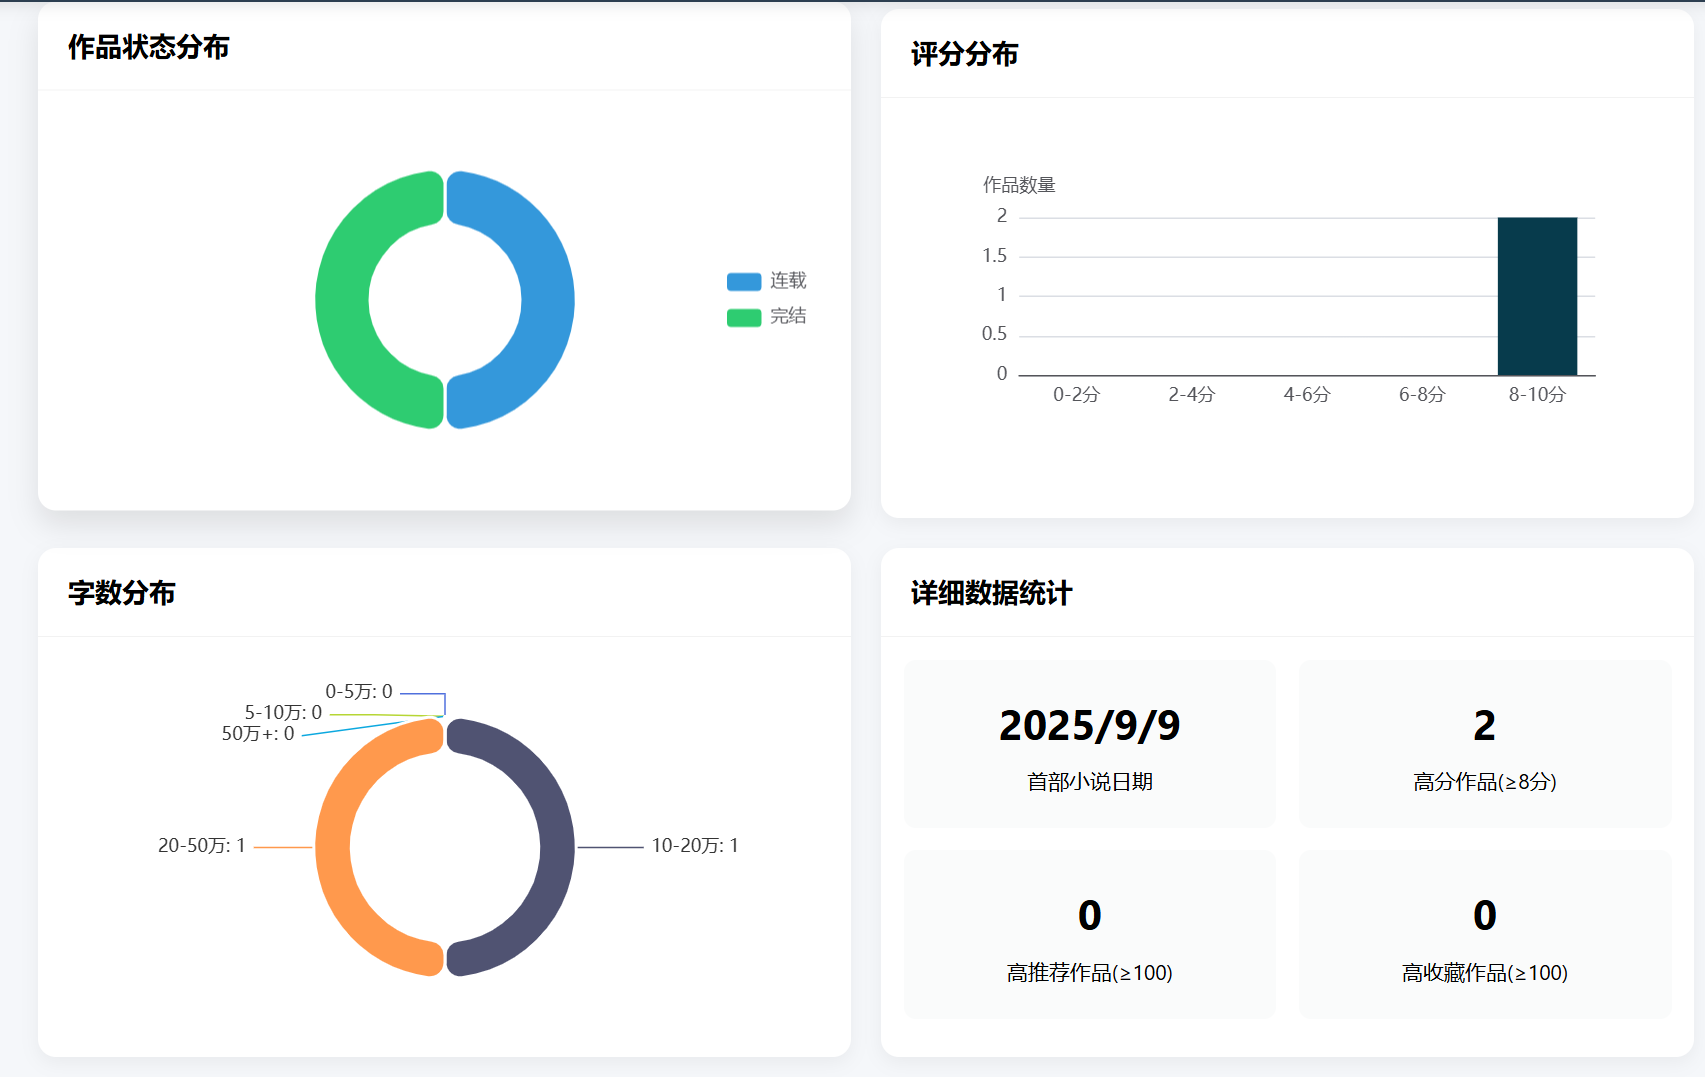 作品状态分布
连载
完结
评分分布
作品数量
2
1.5
1
0.5
0
0-2分 2-4分 4-6分 6-8分 8-10分
字数分布
0-5万: 0
5-10万: 0
50万+: 0
20-50万: 1
10-20万: 1
详细数据统计
2025/9/9
首部小说日期
2
高分作品(≥8分)
0
高推荐作品(≥100)
0
高收藏作品(≥100)